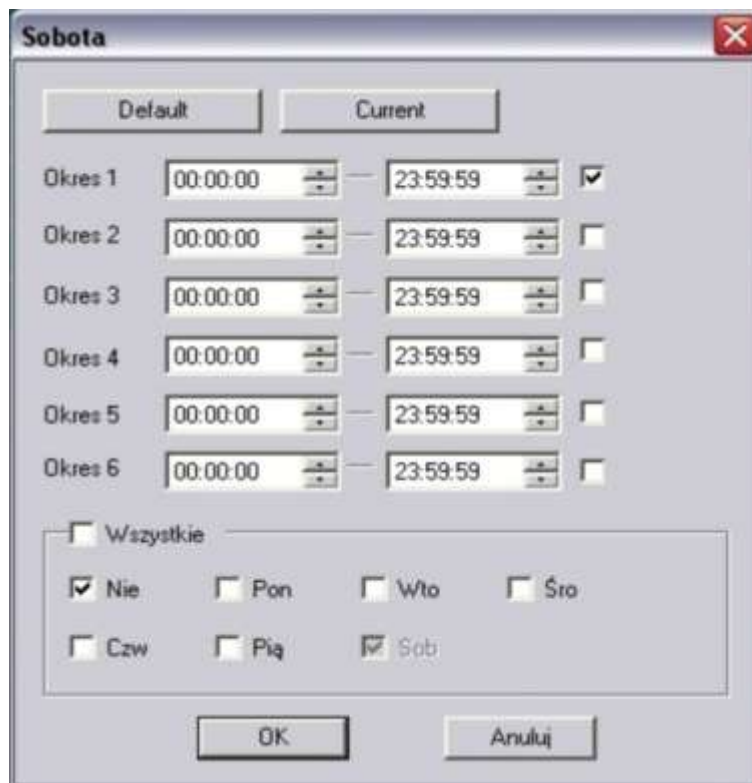 Sobota
Default Current
Okres 1 00:00:00 — 23:59:59
Okres 2 00:00:00 — 23:59:59
Okres 3 00:00:00 — 23:59:59
Okres 4 00:00:00 — 23:59:59
Okres 5 00:00:00 — 23:59:59
Okres 6 00:00:00 — 23:59:59
Wszystkie
Nie Pon Wto Śro
Czw Pią Sob
OK Anuluj